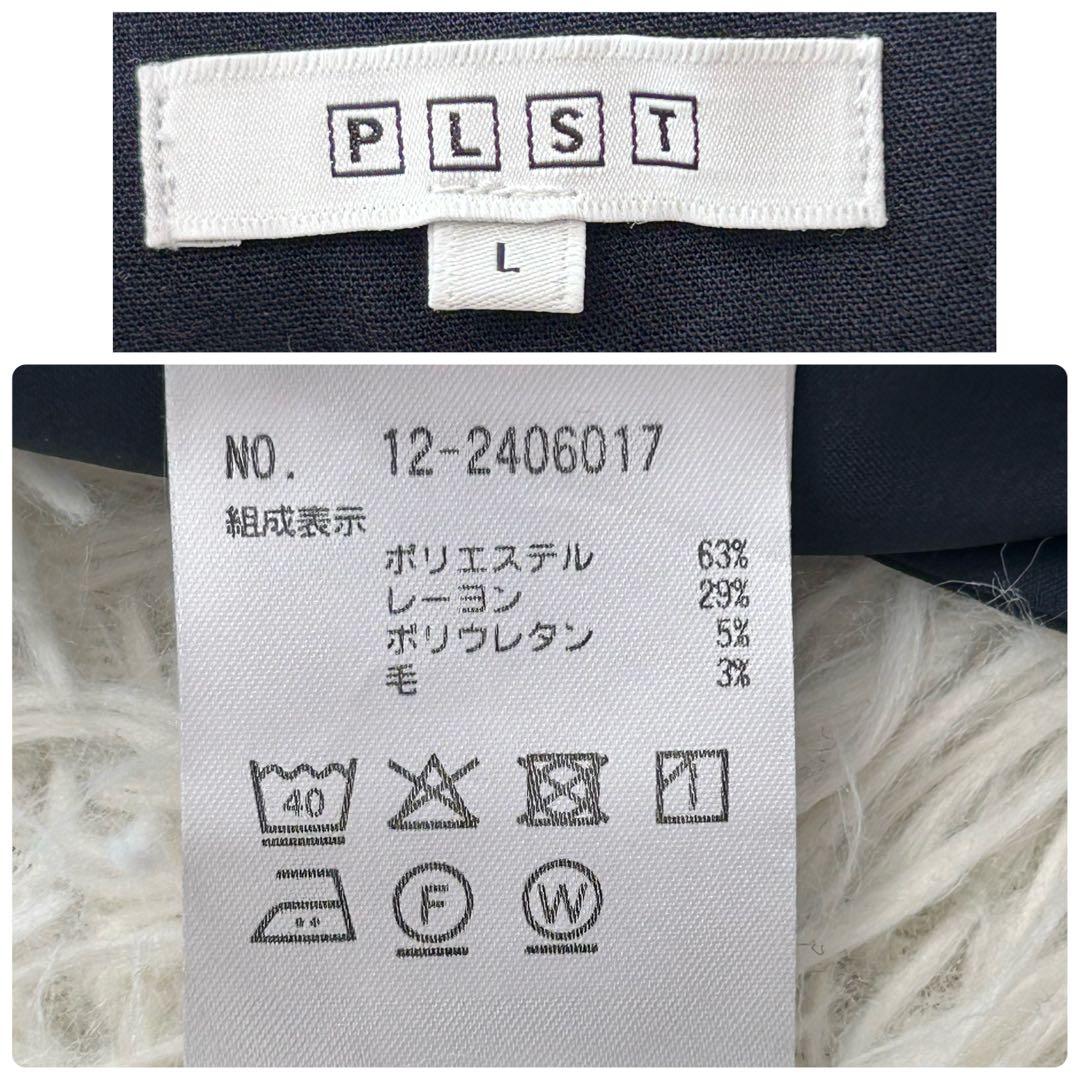 PLST
L
NO. 12-2406017
組成表示
ポリエステル 63%
レーヨン 29%
ポリウレタン 5%
毛 3%
40
F W